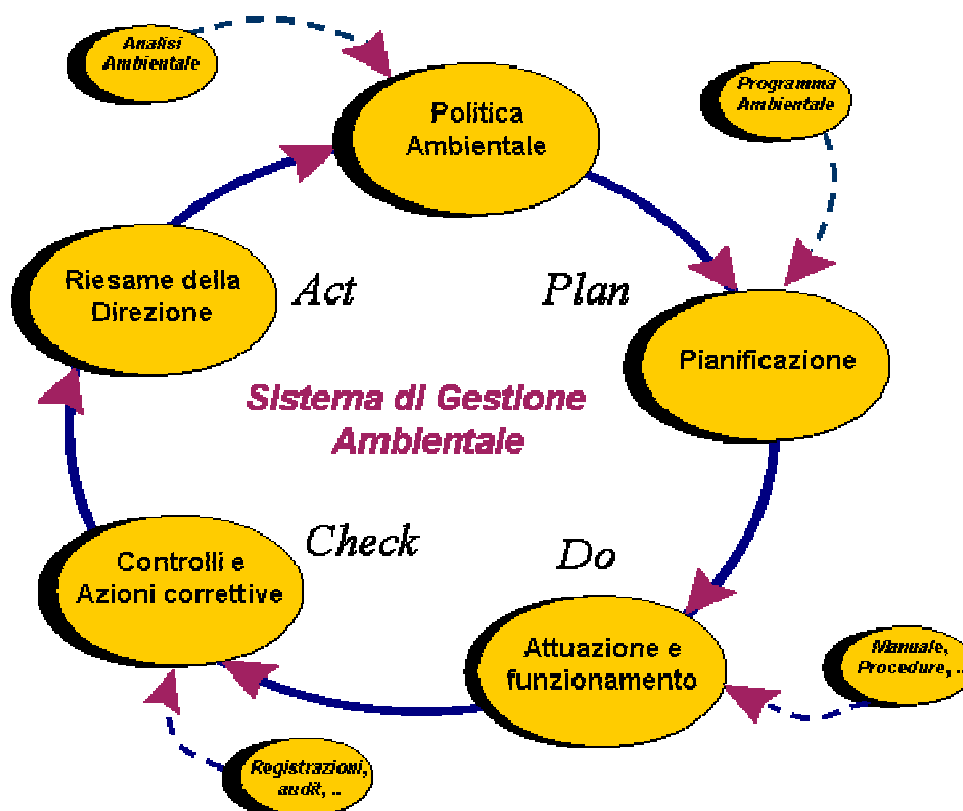 Analisi
Ambientale
Politica
Ambientale
Programma
Ambientale
Riesame della
Direzione
Act
Plan
Pianificazione
Sistema di Gestione
Ambientale
Controlli e
Azioni correttive
Check
Do
Attuazione e
funzionamento
Manuale,
Procedure, ..
Registrazioni,
audit, ..